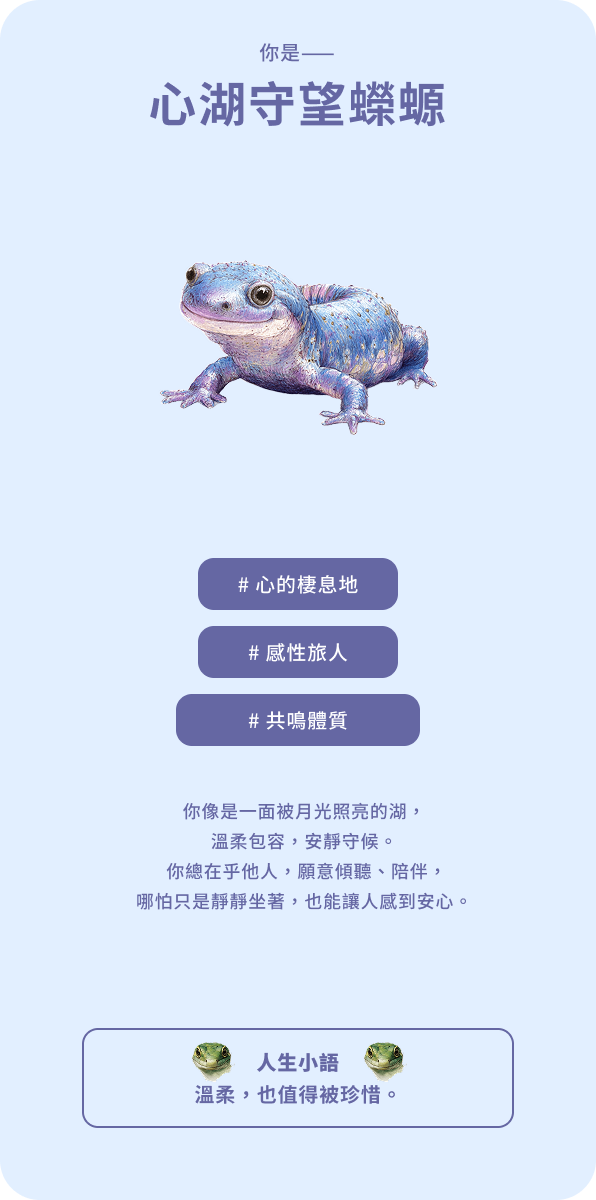 你是——
心湖守望蠑螈
# 心的棲息地
# 感性旅人
# 共鳴體質
你像是一面被月光照亮的湖，
溫柔包容，安靜守候。
你總在乎他人，願意傾聽、陪伴，
哪怕只是靜靜坐著，也能讓人感到安心。
人生小語
溫柔，也值得被珍惜。